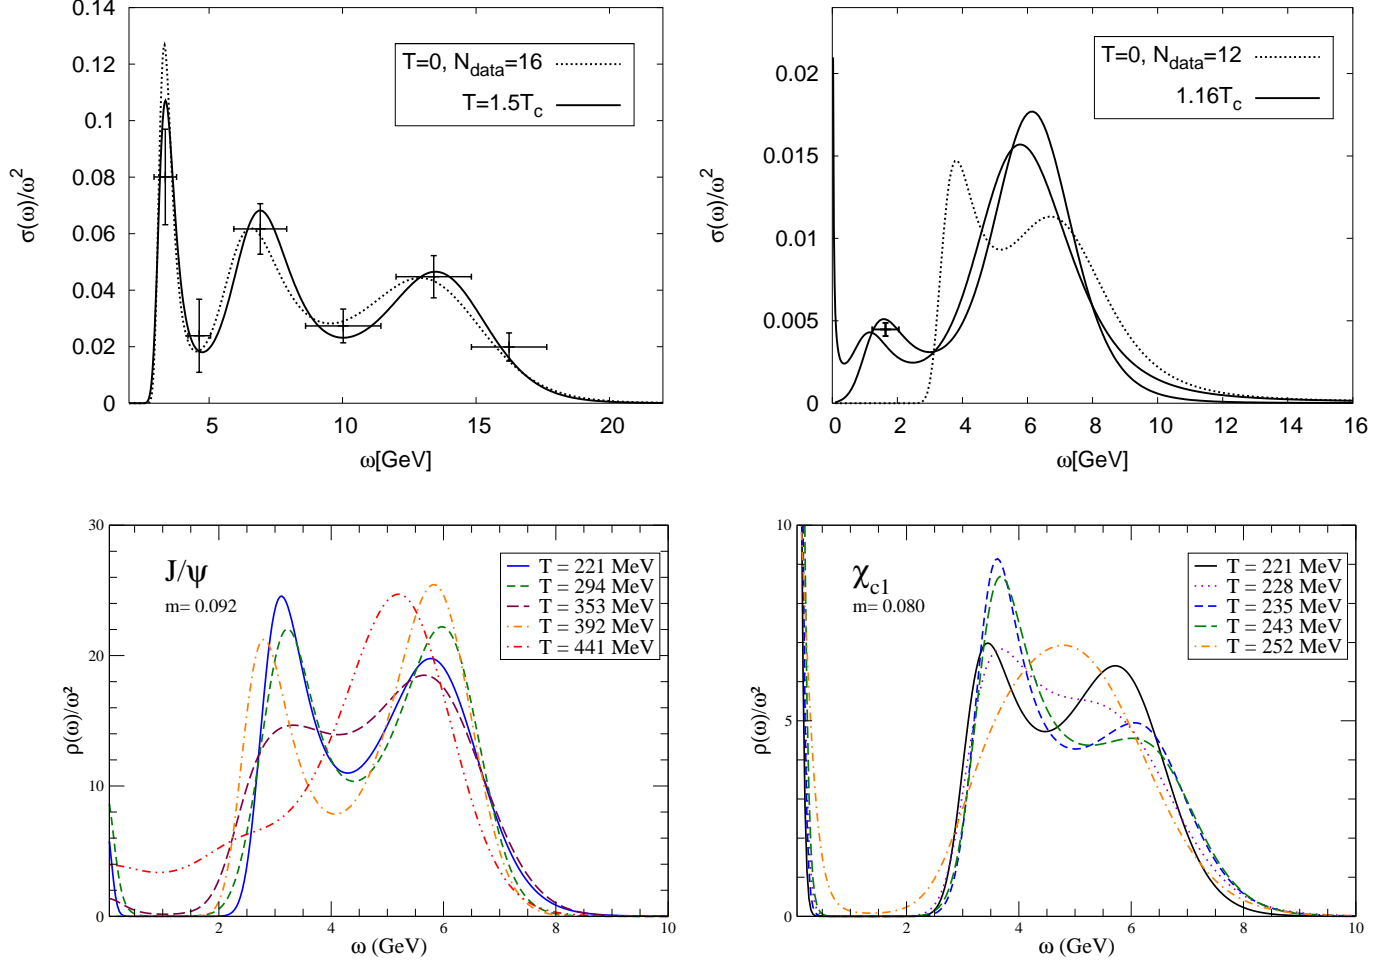 0.14
0.12
0.1
0.08
0.06
0.04
0.02
0
σ(ω)/ω²
T=0, N_data=16
T=1.5T_c
5
10
15
20
ω[GeV]
0.02
0.015
0.01
0.005
0
σ(ω)/ω²
T=0, N_data=12
1.16T_c
0
2
4
6
8
10
12
14
16
ω[GeV]
30
20
10
0
ρ(ω)/ω²
J/ψ
m= 0.092
T = 221 MeV
T = 294 MeV
T = 353 MeV
T = 392 MeV
T = 441 MeV
2
4
6
8
10
ω (GeV)
10
5
0
ρ(ω)/ω²
χ_c1
m= 0.080
T = 221 MeV
T = 228 MeV
T = 235 MeV
T = 243 MeV
T = 252 MeV
2
4
6
8
10
ω (GeV)